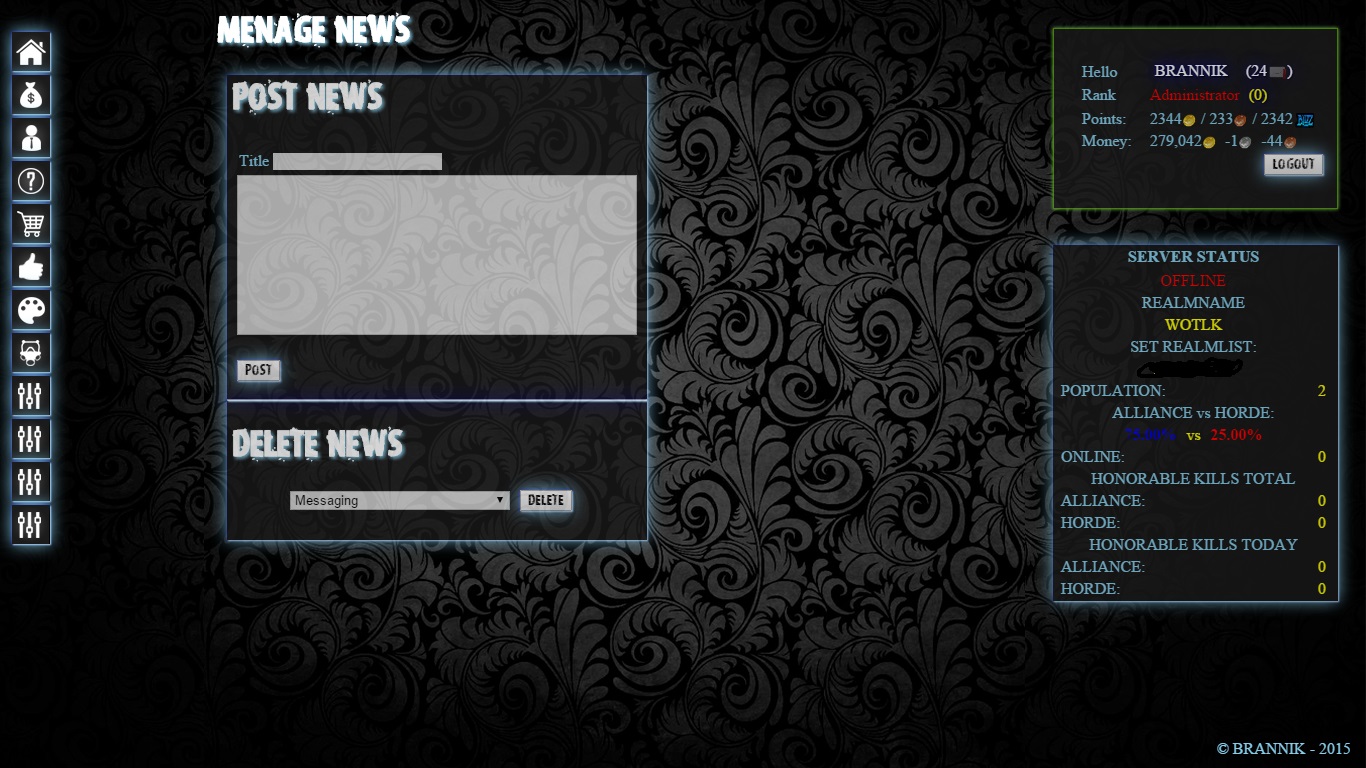 MENAGE NEWS
POST NEWS
Title
POST
DELETE NEWS
Messaging
DELETE
Hello BRANNIK (24)
Rank Administrator (0)
Points: 2344 / 233 / 2342
Money: 279,042 -1 -44
LOGOUT
SERVER STATUS
OFFLINE
REALMNAME
WOTLK
SET REALMLIST:
POPULATION: 2
ALLIANCE vs HORDE:
75.00% vs 25.00%
ONLINE: 0
HONORABLE KILLS TOTAL
ALLIANCE: 0
HORDE: 0
HONORABLE KILLS TODAY
ALLIANCE: 0
HORDE: 0
© BRANNIK - 2015